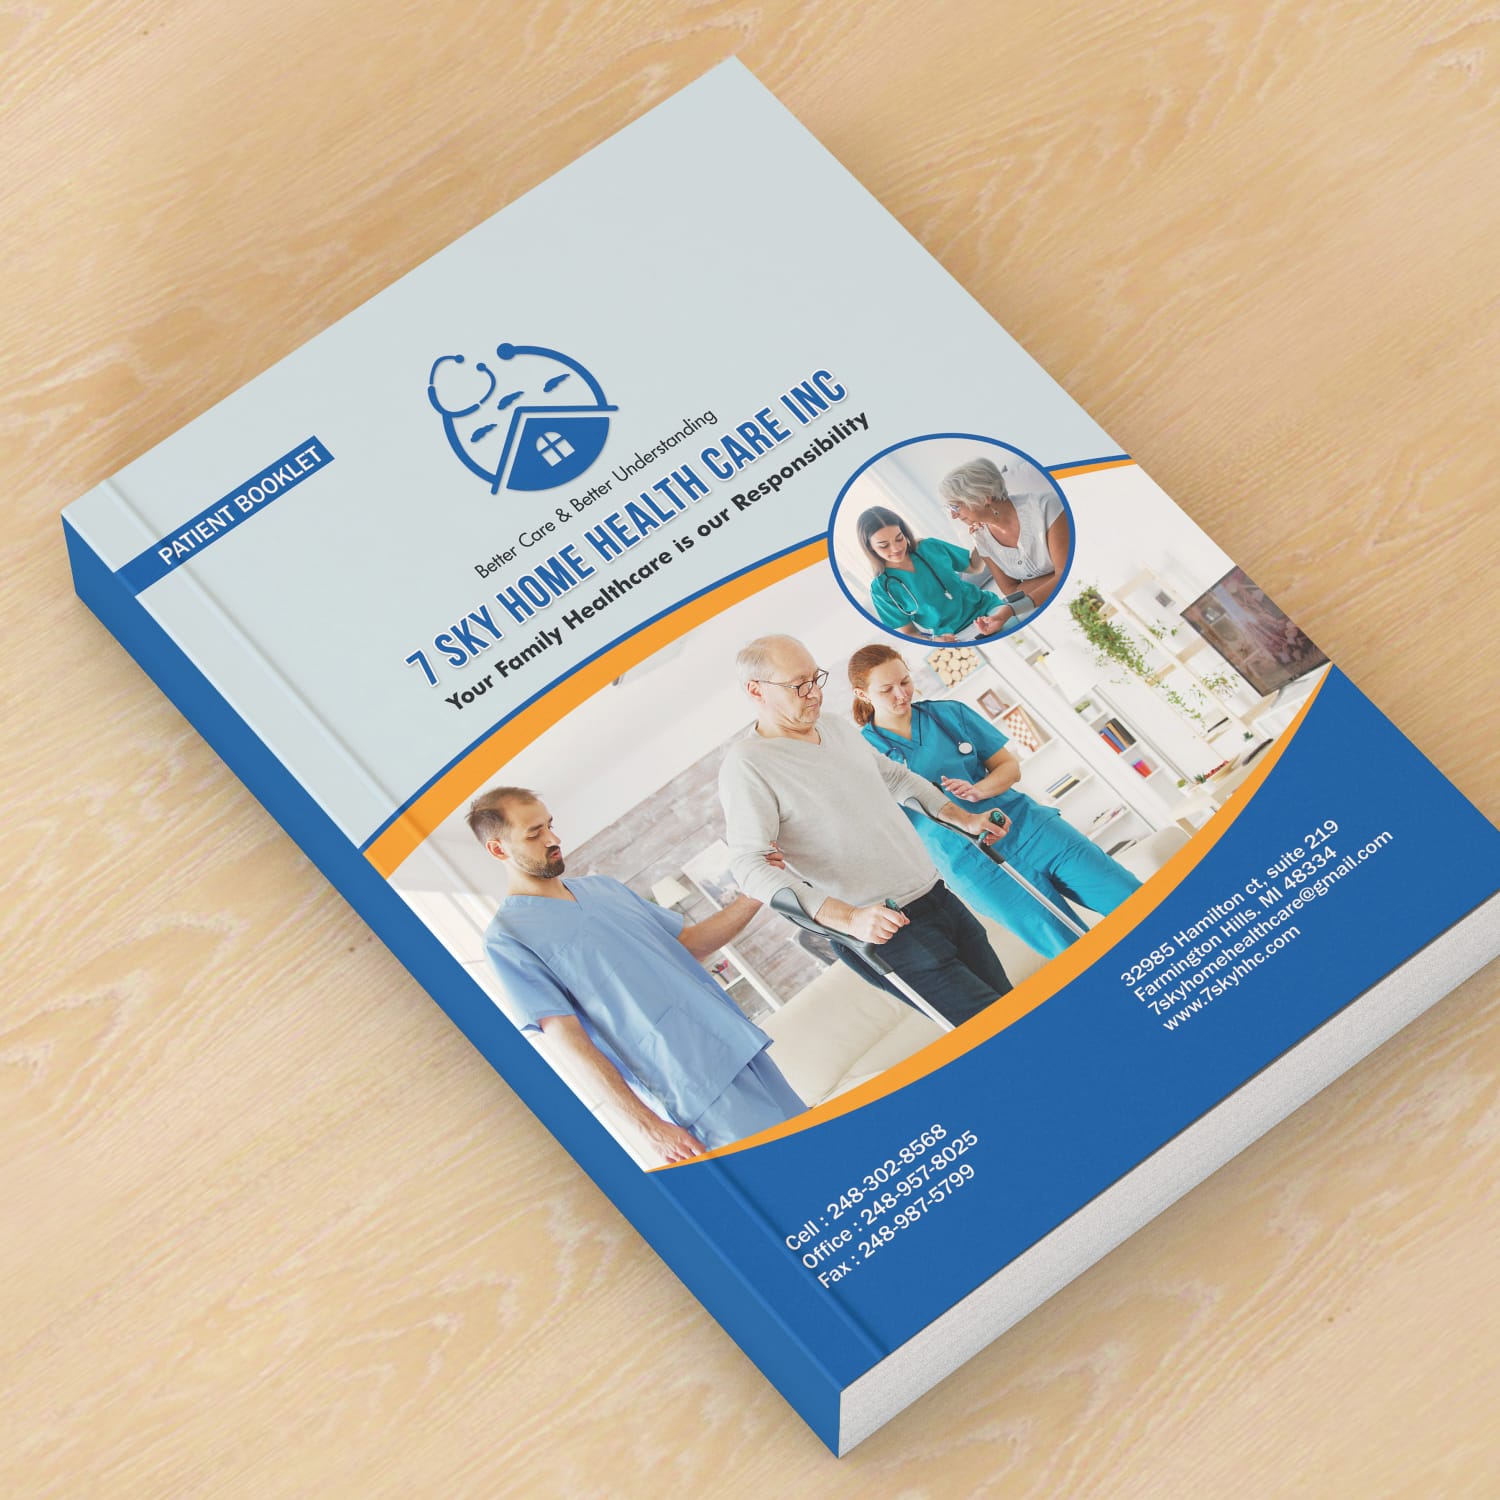 PATIENT BOOKLET
Better Care & Better Understanding
7 SKY HOME HEALTH CARE INC
Your Family Healthcare is our Responsibility
32985 Hamilton ct, suite 219
Farmington Hills. MI 48334
7skyhomehealthcare@gmail.com
www.7skyhhc.com
Cell : 248-302-8568
Office : 248-957-8025
Fax : 248-987-5799